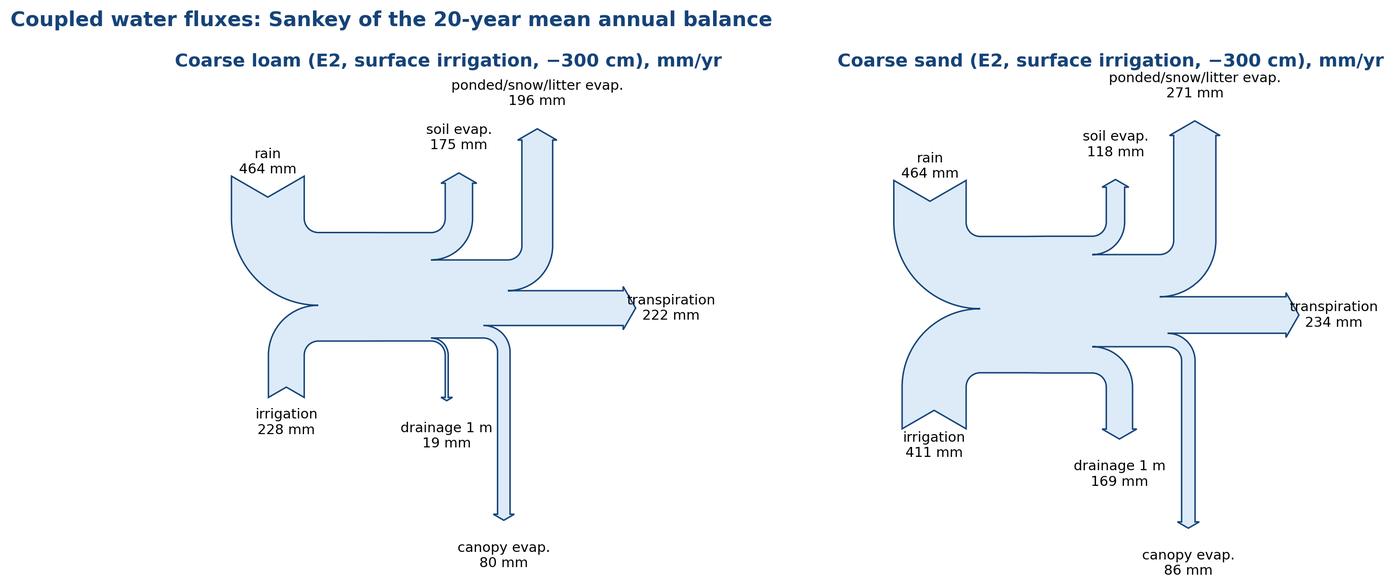 Coupled water fluxes: Sankey of the 20-year mean annual balance
Coarse loam (E2, surface irrigation, −300 cm), mm/yr
ponded/snow/litter evap.
196 mm
soil evap.
175 mm
rain
464 mm
transpiration
222 mm
irrigation
228 mm
drainage 1 m
19 mm
canopy evap.
80 mm
Coarse sand (E2, surface irrigation, −300 cm), mm/yr
ponded/snow/litter evap.
271 mm
soil evap.
118 mm
rain
464 mm
transpiration
234 mm
irrigation
411 mm
drainage 1 m
169 mm
canopy evap.
86 mm